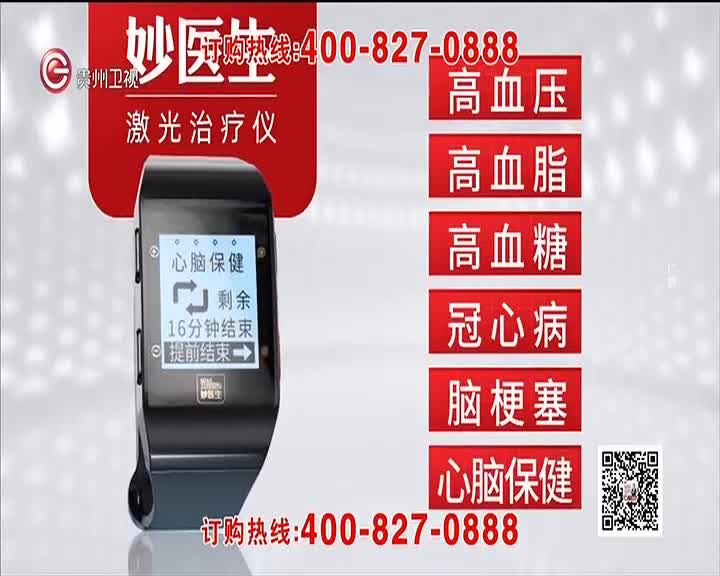 贵州卫视
妙医生
订购热线:400-827-0888
激光治疗仪
心脑保健
剩余
16分钟结束
提前结束
妙医生
高血压
高血脂
高血糖
冠心病
脑梗塞
心脑保健
订购热线:400-827-0888